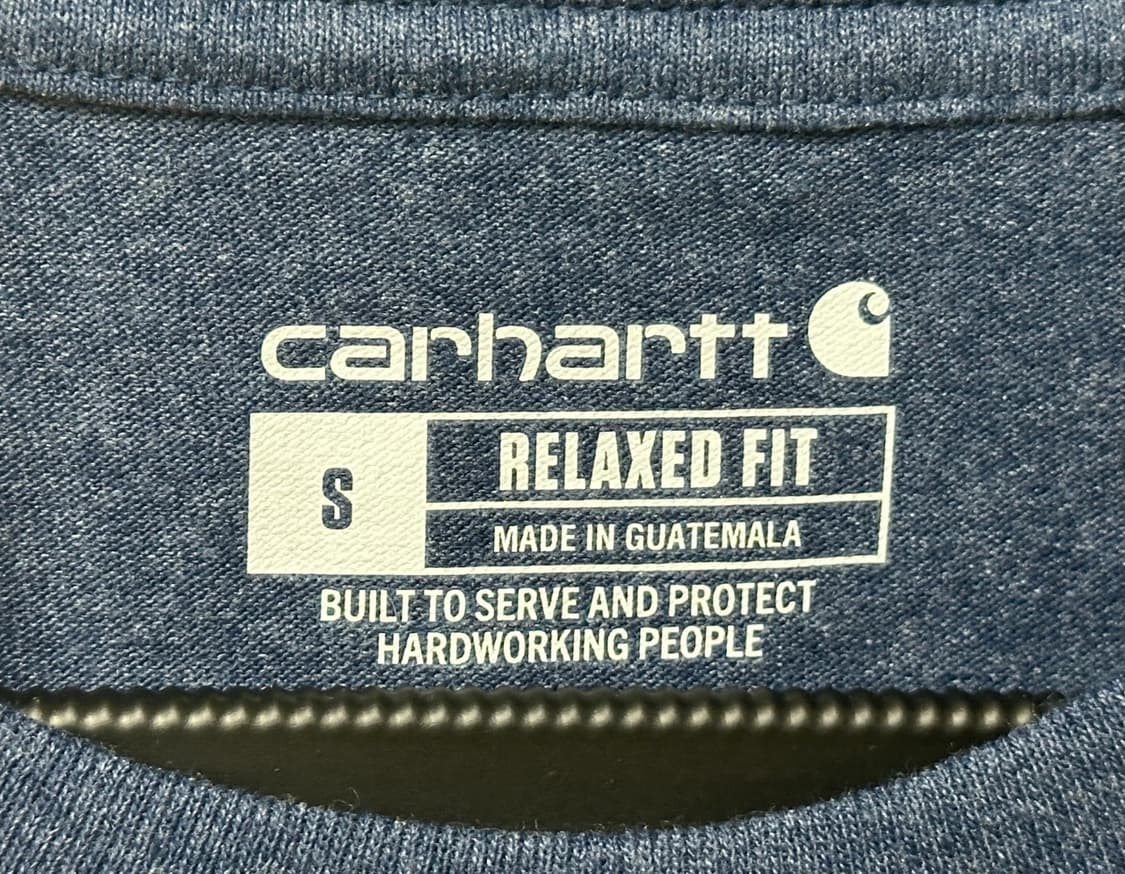 carhartt
S
RELAXED FIT
MADE IN GUATEMALA
BUILT TO SERVE AND PROTECT
HARDWORKING PEOPLE